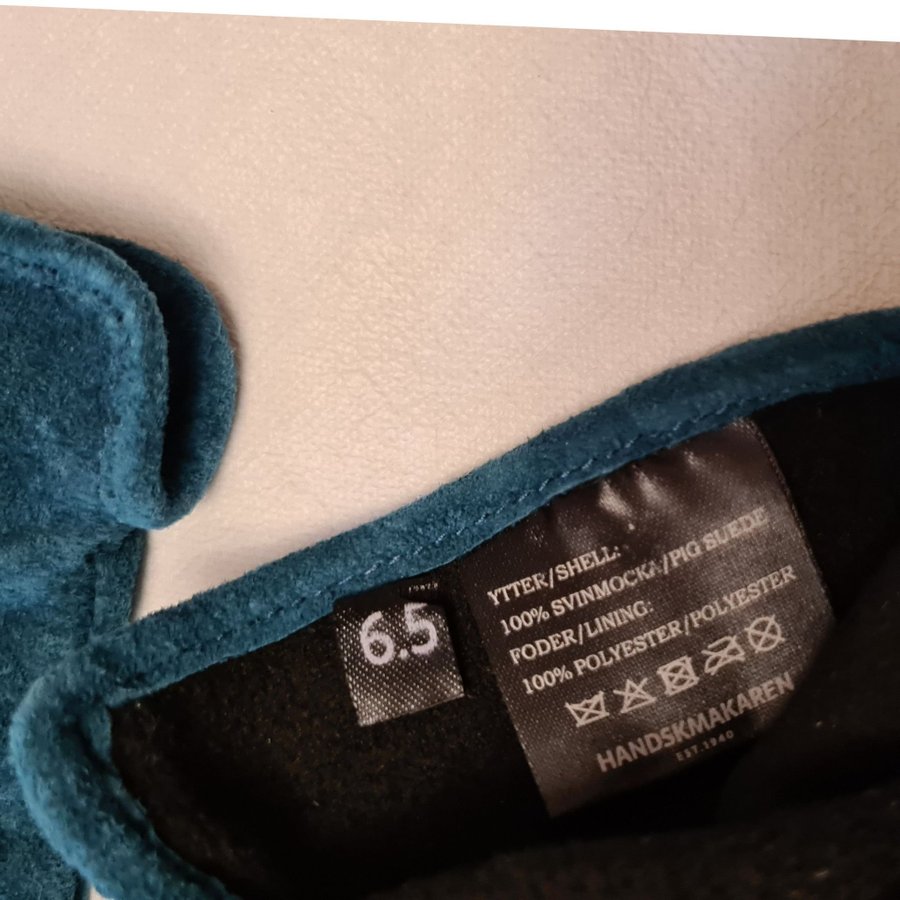 6.5
YTTER/SHELL:
100% SVINMOCKA/PIG SUEDE
FODER/LINING:
100% POLYESTER/POLYESTER
HANDSKMAKAREN
EST.1940